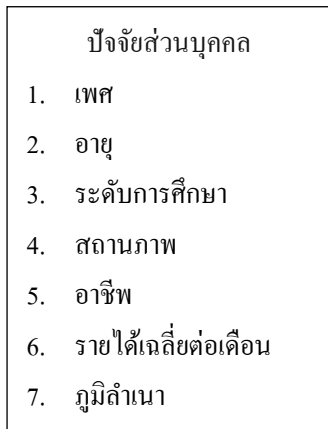 ปัจจัยส่วนบุคคล
1. เพศ
2. อายุ
3. ระดับการศึกษา
4. สถานภาพ
5. อาชีพ
6. รายได้เฉลี่ยต่อเดือน
7. ภูมิลำเนา